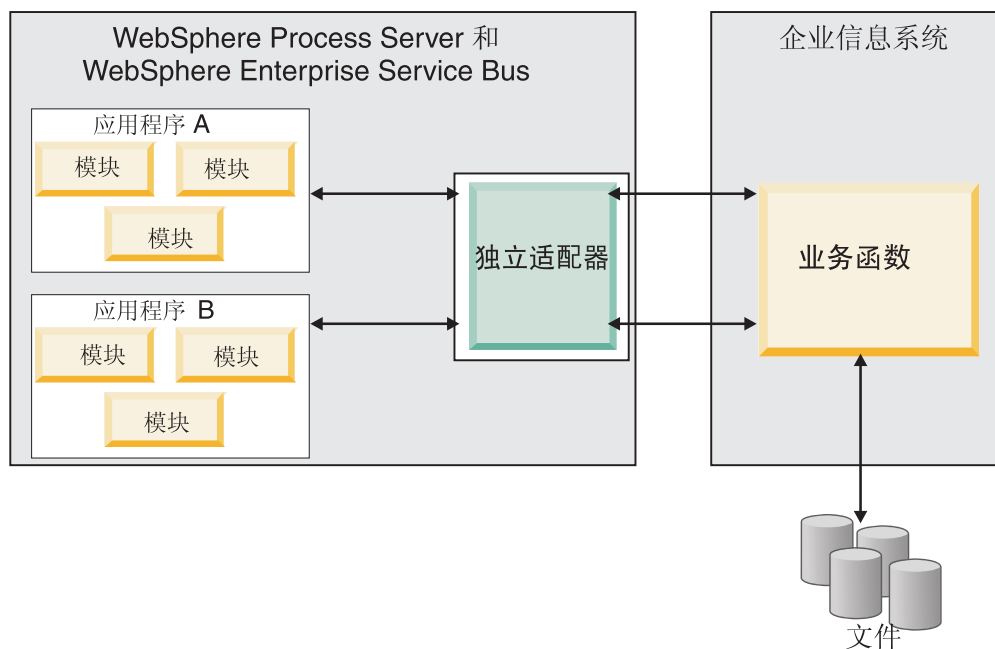 WebSphere Process Server 和
WebSphere Enterprise Service Bus
应用程序 A
模块
模块
模块
应用程序 B
模块
模块
模块
独立适配器
企业信息系统
业务函数
文件